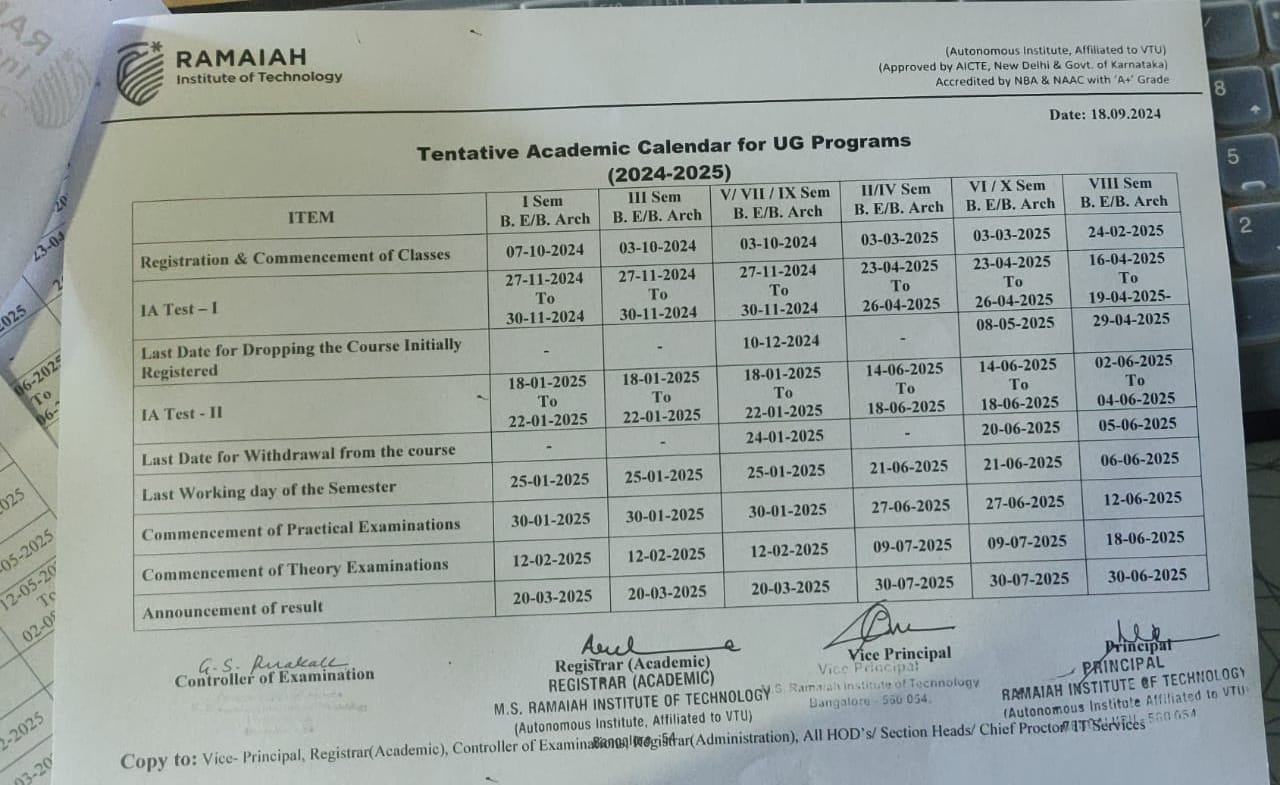 RAMAIAH
Institute of Technology
(Autonomous Institute, Affiliated to VTU)
(Approved by AICTE, New Delhi & Govt. of Karnataka)
Accredited by NBA & NAAC with 'A+' Grade
Date: 18.09.2024
Tentative Academic Calendar for UG Programs
(2024-2025)
ITEM | I Sem B. E/B. Arch | III Sem B. E/B. Arch | V/ VII / IX Sem B. E/B. Arch | II/IV Sem B. E/B. Arch | VI / X Sem B. E/B. Arch | VIII Sem B. E/B. Arch
Registration & Commencement of Classes | 07-10-2024 | 03-10-2024 | 03-10-2024 | 03-03-2025 | 03-03-2025 | 24-02-2025
IA Test – I | 27-11-2024 To 30-11-2024 | 27-11-2024 To 30-11-2024 | 27-11-2024 To 30-11-2024 | 23-04-2025 To 26-04-2025 | 23-04-2025 To 26-04-2025 | 16-04-2025 To 19-04-2025-
Last Date for Dropping the Course Initially Registered | - | - | 10-12-2024 | - | 08-05-2025 | 29-04-2025
IA Test - II | 18-01-2025 To 22-01-2025 | 18-01-2025 To 22-01-2025 | 18-01-2025 To 22-01-2025 | 14-06-2025 To 18-06-2025 | 14-06-2025 To 18-06-2025 | 02-06-2025 To 04-06-2025
Last Date for Withdrawal from the course | - | - | 24-01-2025 | - | 20-06-2025 | 05-06-2025
Last Working day of the Semester | 25-01-2025 | 25-01-2025 | 25-01-2025 | 21-06-2025 | 21-06-2025 | 06-06-2025
Commencement of Practical Examinations | 30-01-2025 | 30-01-2025 | 30-01-2025 | 27-06-2025 | 27-06-2025 | 12-06-2025
Commencement of Theory Examinations | 12-02-2025 | 12-02-2025 | 12-02-2025 | 09-07-2025 | 09-07-2025 | 18-06-2025
Announcement of result | 20-03-2025 | 20-03-2025 | 20-03-2025 | 30-07-2025 | 30-07-2025 | 30-06-2025
Controller of Examination
Registrar (Academic)
REGISTRAR (ACADEMIC)
M.S. RAMAIAH INSTITUTE OF TECHNOLOGY
(Autonomous Institute, Affiliated to VTU)
Bangalore - 54
Vice Principal
Vice Principal
M.S. Ramaiah Institute of Technology
Bangalore - 560 054.
Principal
PRINCIPAL
RAMAIAH INSTITUTE OF TECHNOLOGY
(Autonomous Institute Affiliated to VTU)
560 054
Copy to: Vice- Principal, Registrar(Academic), Controller of Examination, Registrar(Administration), All HOD's/ Section Heads/ Chief Proctor/ IT Services
8
5
2